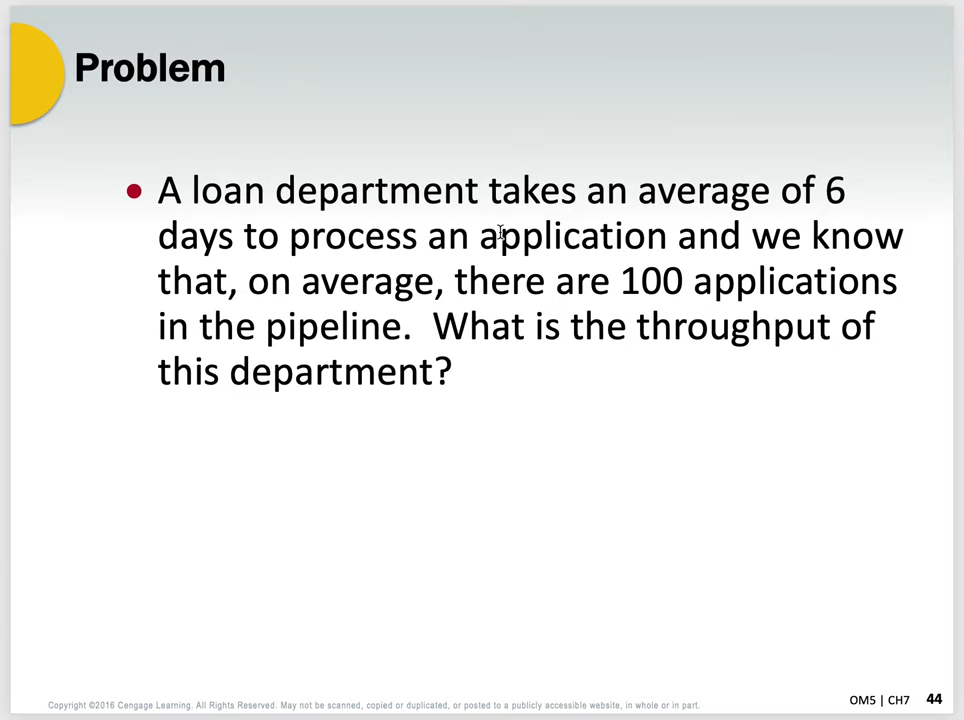 Problem
• A loan department takes an average of 6
days to process an application and we know
that, on average, there are 100 applications
in the pipeline.  What is the throughput of
this department?
Copyright ©2016 Cengage Learning. All Rights Reserved. May not be scanned, copied or duplicated, or posted to a publicly accessible website, in whole or in part.
OM5 | CH7 44